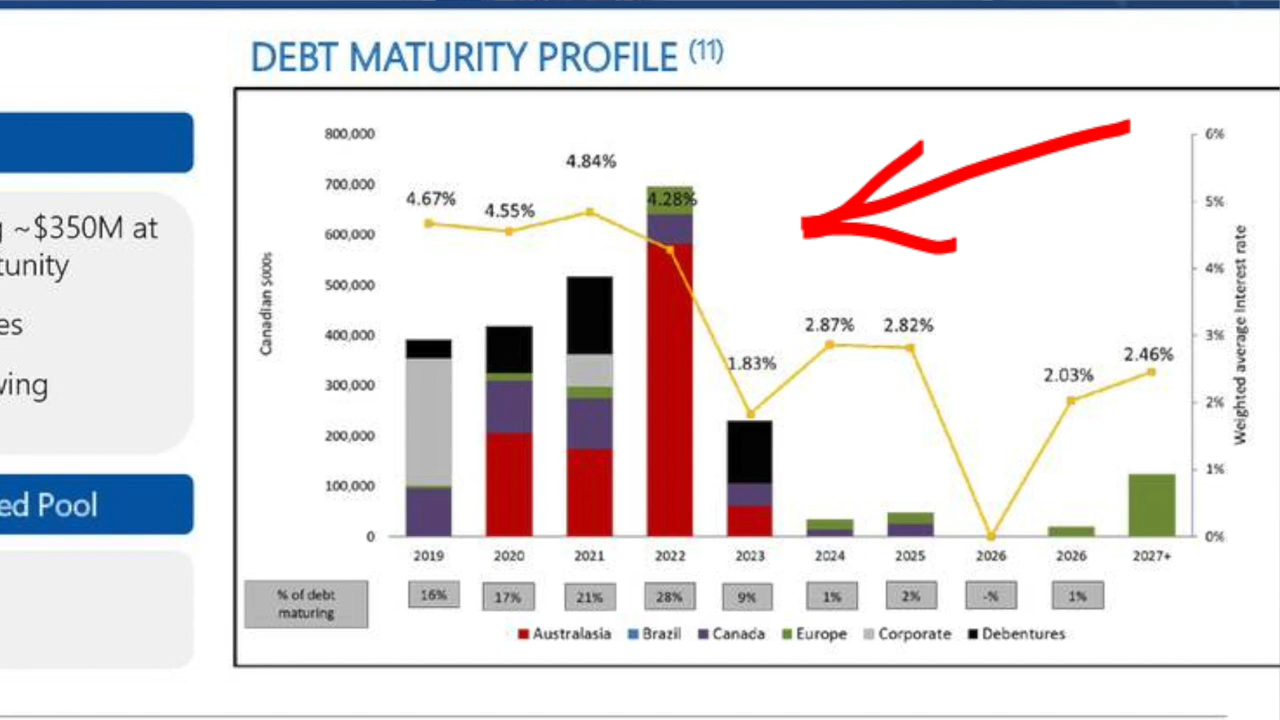 DEBT MATURITY PROFILE (11)
~$350M at
es
wing
ed Pool
800,000
700,000
600,000
500,000
400,000
300,000
200,000
100,000
0
Canadian $000s
4.67%
4.55%
4.84%
4.28%
1.83%
2.87%
2.82%
2.03%
2.46%
6%
5%
4%
3%
2%
1%
0%
Weighted average interest rate
2019 2020 2021 2022 2023 2024 2025 2026 2026 2027+
% of debt
maturing
16% 17% 21% 28% 9% 1% 2% -% 1%
Australasia Brazil Canada Europe Corporate Debentures